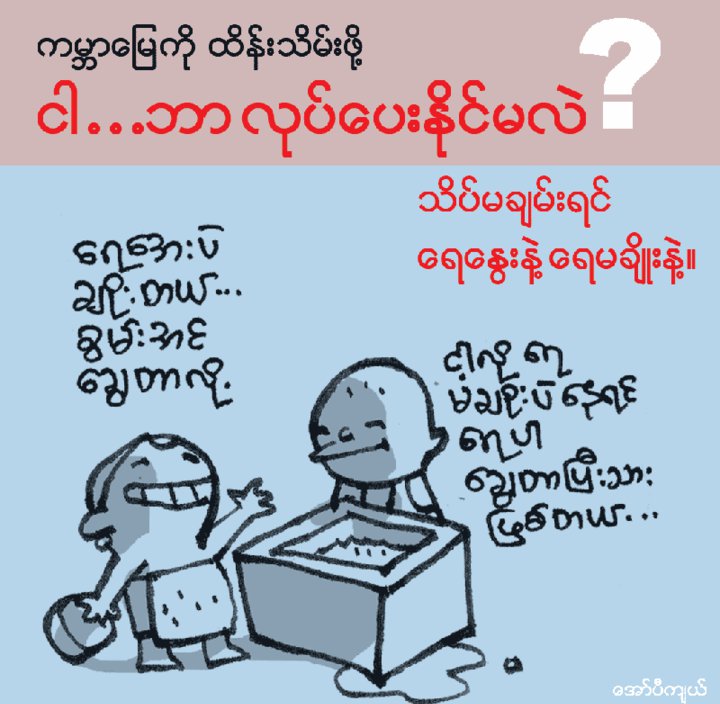 ကမ္ဘာမြေကို ထိန်းသိမ်းဖို့
ငါ...ဘာ လုပ်ပေးနိုင်မလဲ
?
သိပ်မချမ်းရင်
ရေနွေးနဲ့ ရေမချိုးနဲ့။
ရေအေးပဲ
ချိုးတယ်...
စွမ်းအင်
ချွေတာလို့
ငါ့လို ရေ
မချိုးပဲ နေရင်
ရေပါ
ချွေတာပြီးသား
ဖြစ်တယ်...
အော်ပီကျယ်